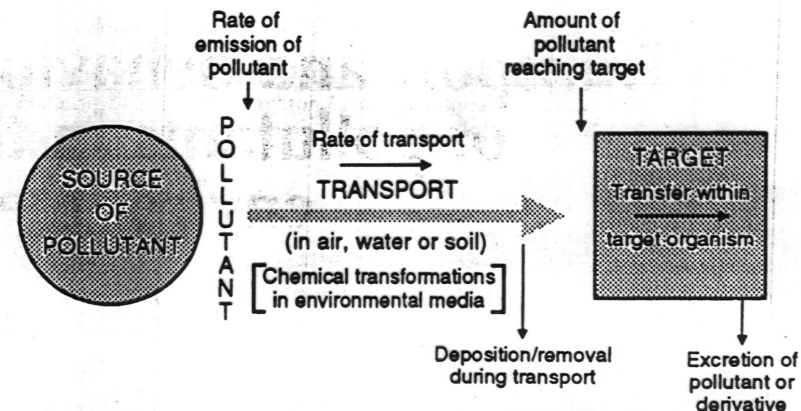 Rate of
emission of
pollutant
Amount of
pollutant
reaching target
SOURCE
OF
POLLUTANT
POLLUTANT
Rate of transport
TRANSPORT
(in air, water or soil)
[Chemical transformations
in environmental media]
TARGET
Transfer within
target organism
Deposition/removal
during transport
Excretion of
pollutant or
derivative